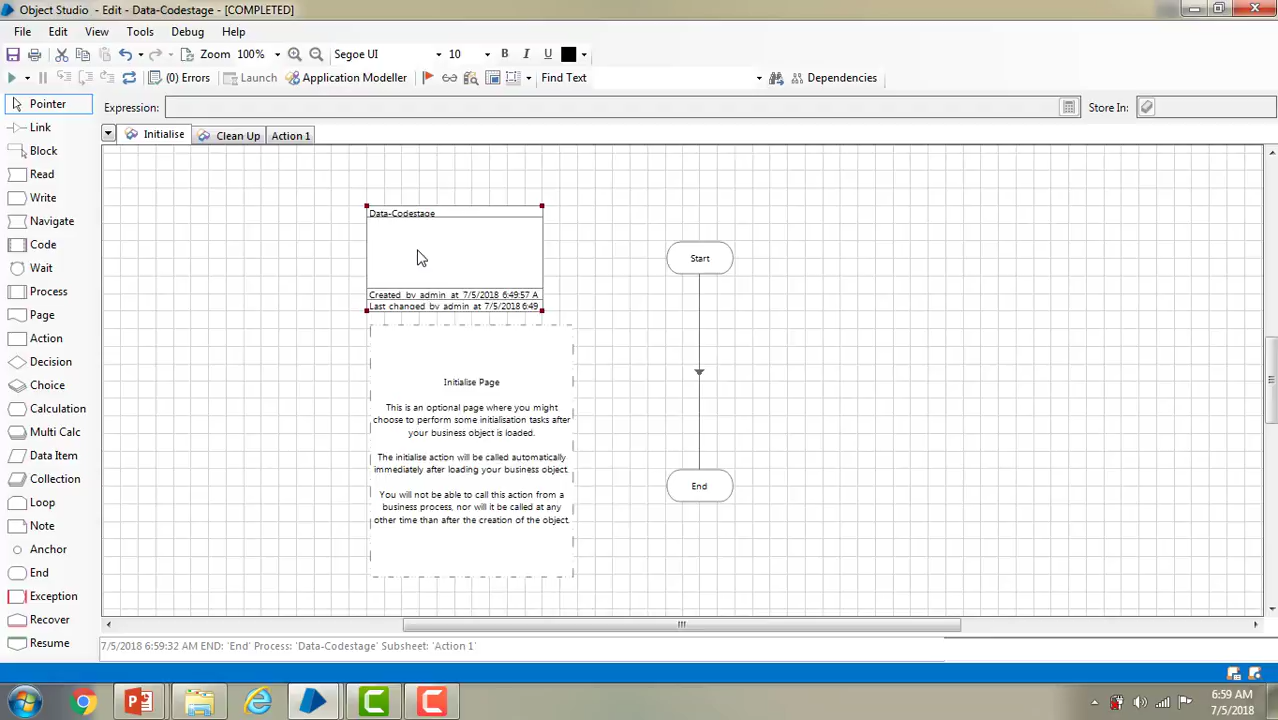 Object Studio - Edit - Data-Codestage - [COMPLETED]
File Edit View Tools Debug Help
Zoom 100% Segoe UI 10 B I U
(0) Errors Launch Application Modeller Find Text Dependencies
Pointer
Expression: Store In:
Link
Initialise Clean Up Action 1
Block
Read
Write
Navigate
Code
Wait
Process
Page
Action
Decision
Choice
Calculation
Multi Calc
Data Item
Collection
Loop
Note
Anchor
End
Exception
Recover
Resume
Data-Codestage
Created by admin at 7/5/2018 6:49:57 A
Last changed by admin at 7/5/2018 6:49
Initialise Page
This is an optional page where you might
choose to perform some initialisation tasks after
your business object is loaded.
The initialise action will be called automatically
immediately after loading your business object.
You will not be able to call this action from a
business process, nor will it be called at any
other time than after the creation of the object.
Start
End
7/5/2018 6:59:32 AM END: 'End' Process: 'Data-Codestage' Subsheet: 'Action 1'
6:59 AM
7/5/2018